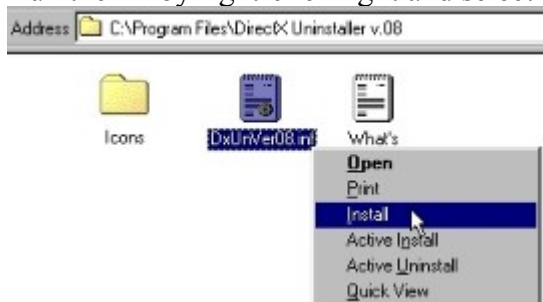 Address C:\Program Files\DirectX Uninstaller v.08
Icons
DxUnVer08.inf
What's
Open
Print
Install
Active Install
Active Uninstall
Quick View